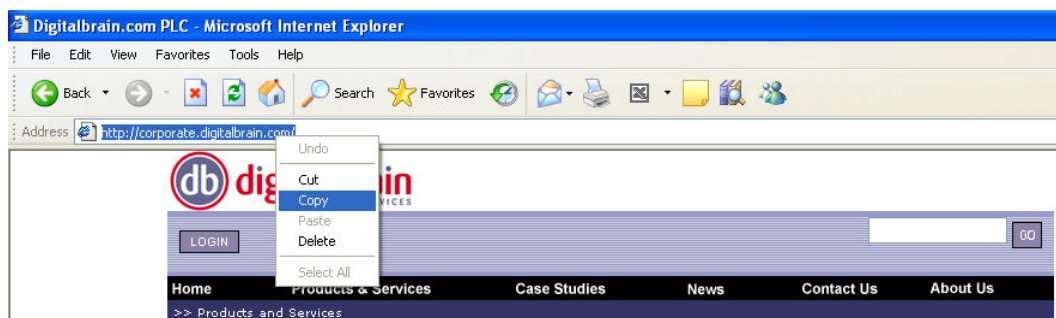 Digitalbrain.com PLC - Microsoft Internet Explorer
File Edit View Favorites Tools Help
Back Search Favorites
Address http://corporate.digitalbrain.com/
Undo
Cut
Copy
Paste
Delete
Select All
db
LOGIN
GO
Home Products & Services Case Studies News Contact Us About Us
>> Products and Services